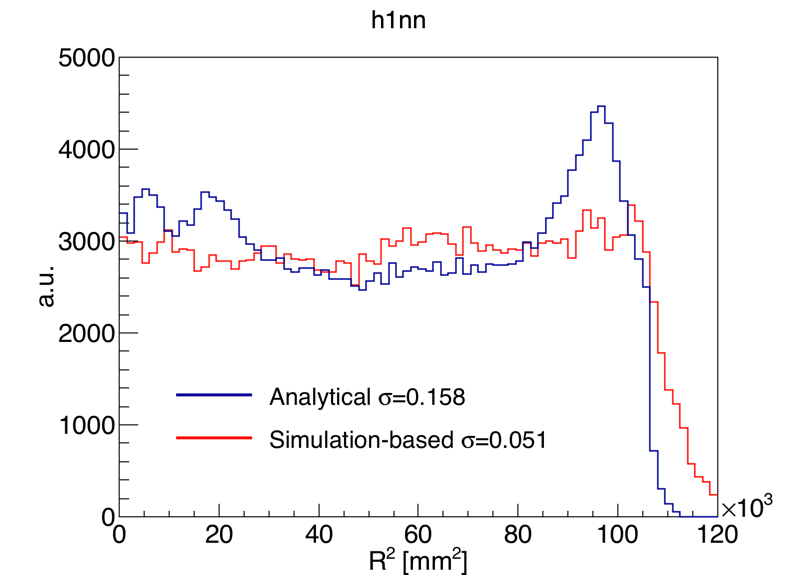 h1nn
5000
4000
3000
2000
1000
0
a.u.
Analytical σ=0.158
Simulation-based σ=0.051
0 20 40 60 80 100 120
×10³
R² [mm²]